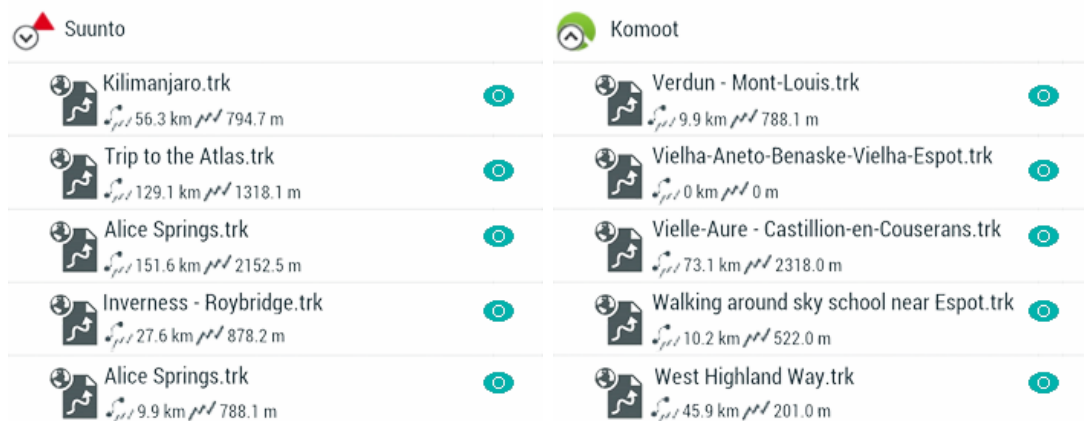 Suunto
Kilimanjaro.trk
56.3 km 794.7 m
Trip to the Atlas.trk
129.1 km 1318.1 m
Alice Springs.trk
151.6 km 2152.5 m
Inverness - Roybridge.trk
27.6 km 878.2 m
Alice Springs.trk
9.9 km 788.1 m
Komoot
Verdun - Mont-Louis.trk
9.9 km 788.1 m
Vielha-Aneto-Benaske-Vielha-Espot.trk
0 km 0 m
Vielle-Aure - Castillion-en-Couserans.trk
73.1 km 2318.0 m
Walking around sky school near Espot.trk
10.2 km 522.0 m
West Highland Way.trk
45.9 km 201.0 m